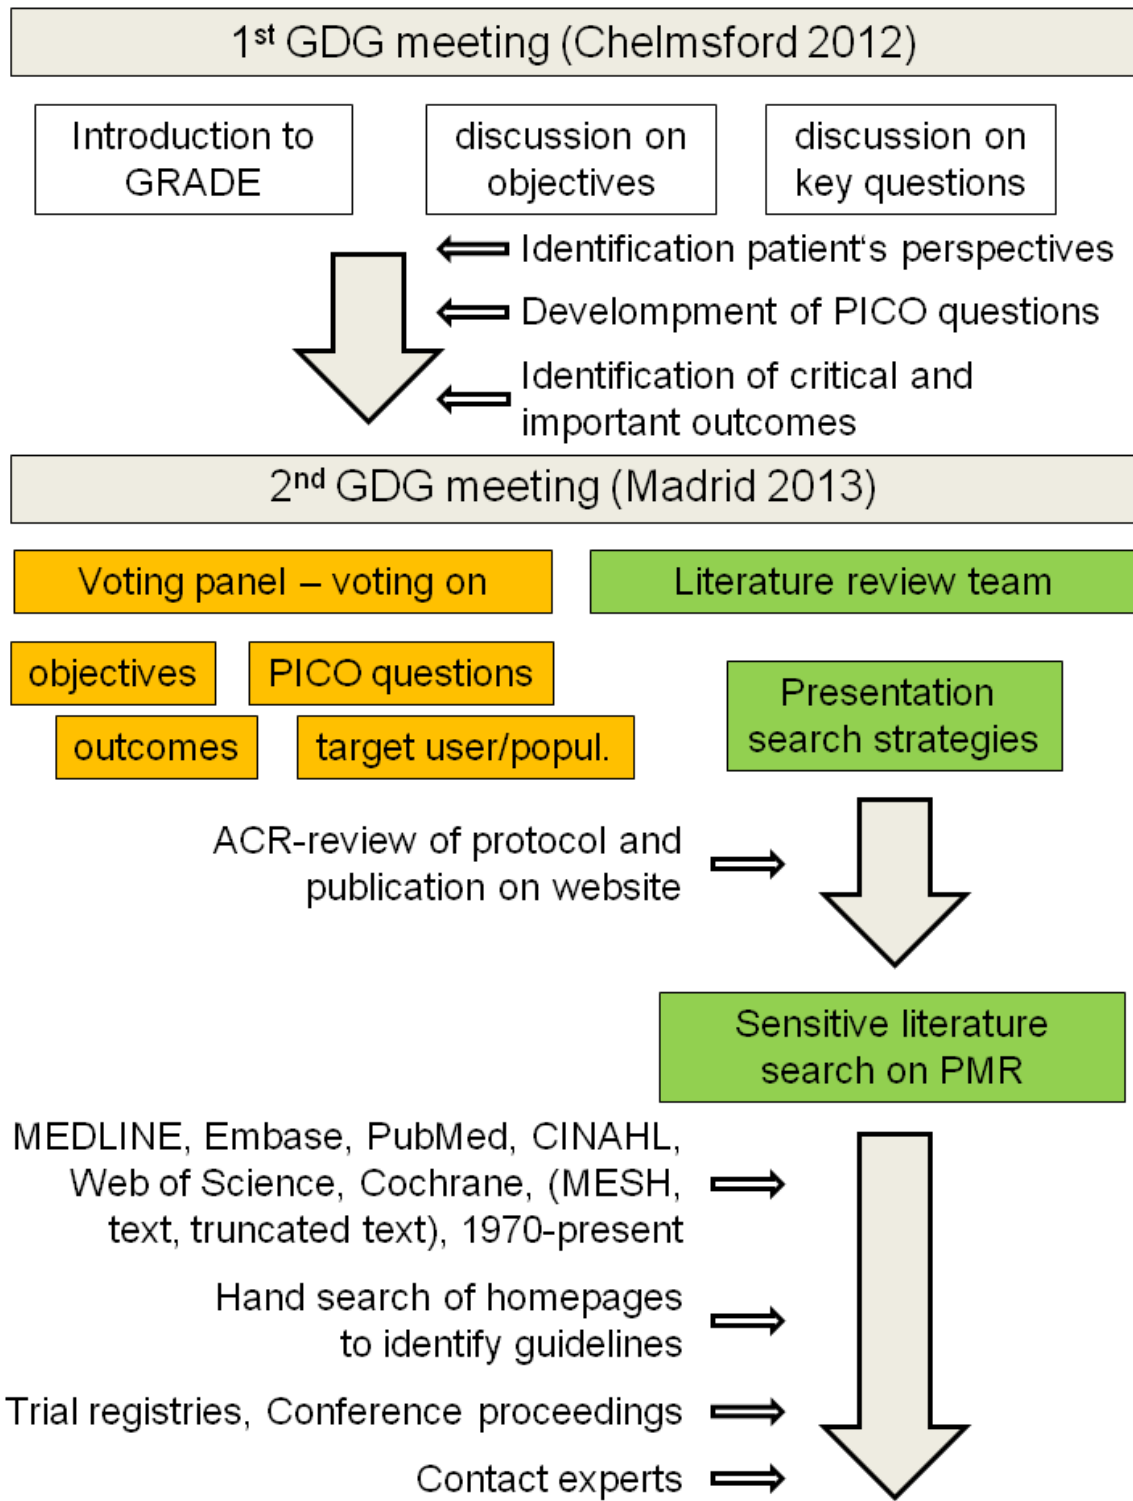 1st GDG meeting (Chelmsford 2012)
Introduction to
GRADE
discussion on
objectives
discussion on
key questions
Identification patient‘s perspectives
Develompment of PICO questions
Identification of critical and
important outcomes
2nd GDG meeting (Madrid 2013)
Voting panel – voting on
Literature review team
objectives
PICO questions
outcomes
target user/popul.
Presentation
search strategies
ACR-review of protocol and
publication on website
Sensitive literature
search on PMR
MEDLINE, Embase, PubMed, CINAHL,
Web of Science, Cochrane, (MESH,
text, truncated text), 1970-present
Hand search of homepages
to identify guidelines
Trial registries, Conference proceedings
Contact experts